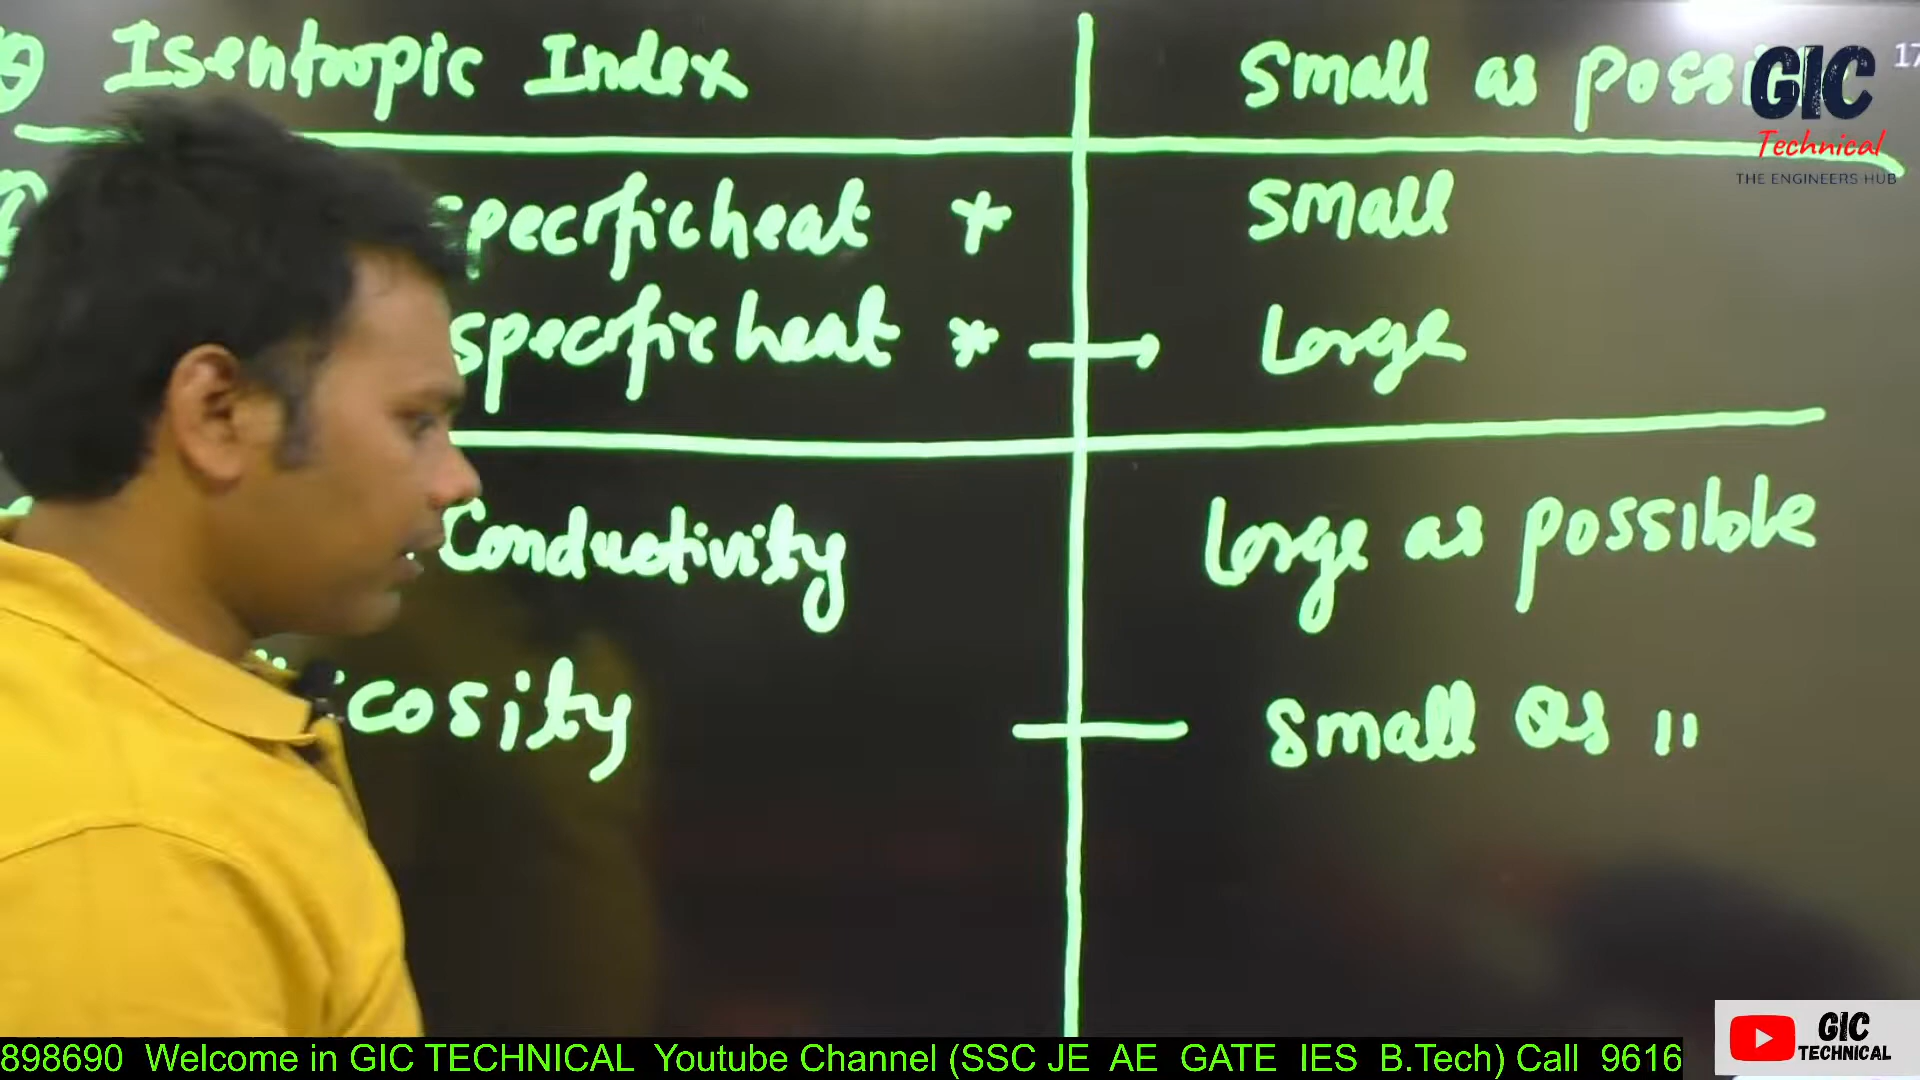 Isentropic Index
Small as possi
GIC
Technical
THE ENGINEERS HUB
17
specific heat *
Small
specific heat *
Large
Conductivity
Large as possible
icosity
Small as "
898690 Welcome in GIC TECHNICAL Youtube Channel (SSC JE AE GATE IES B.Tech) Call 9616
GIC
TECHNICAL